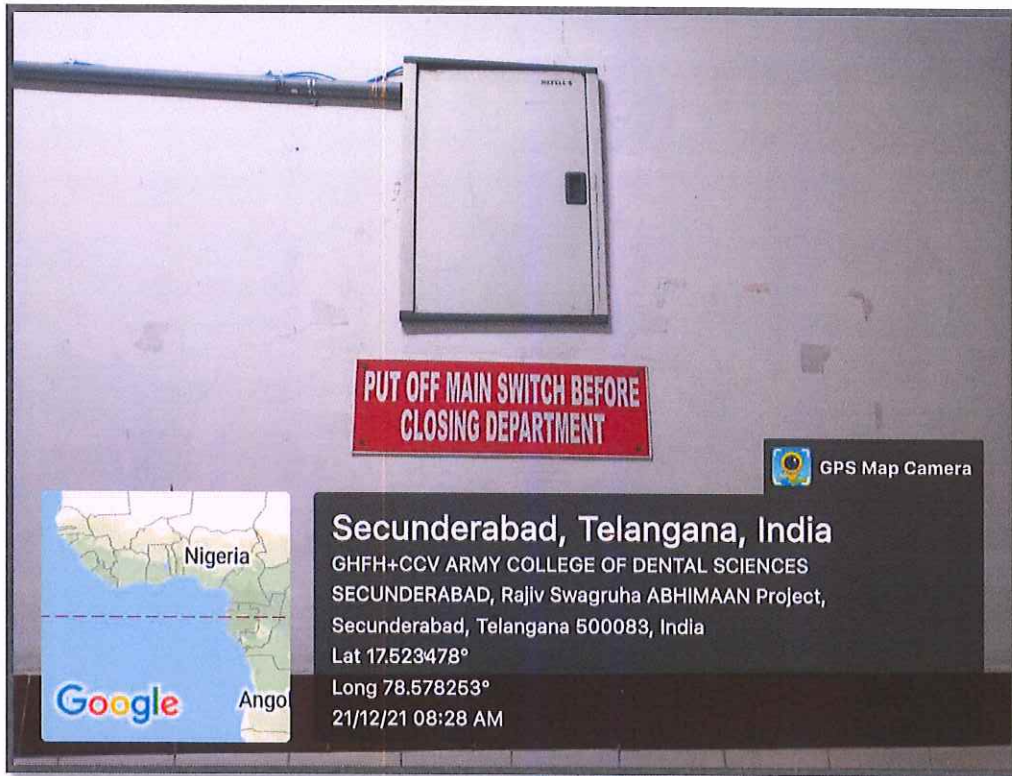 HAVELLS
PUT OFF MAIN SWITCH BEFORE
CLOSING DEPARTMENT
GPS Map Camera
Nigeria
Angol
Google
Secunderabad, Telangana, India
GHFH+CCV ARMY COLLEGE OF DENTAL SCIENCES
SECUNDERABAD, Rajiv Swagruha ABHIMAAN Project,
Secunderabad, Telangana 500083, India
Lat 17.523478°
Long 78.578253°
21/12/21 08:28 AM